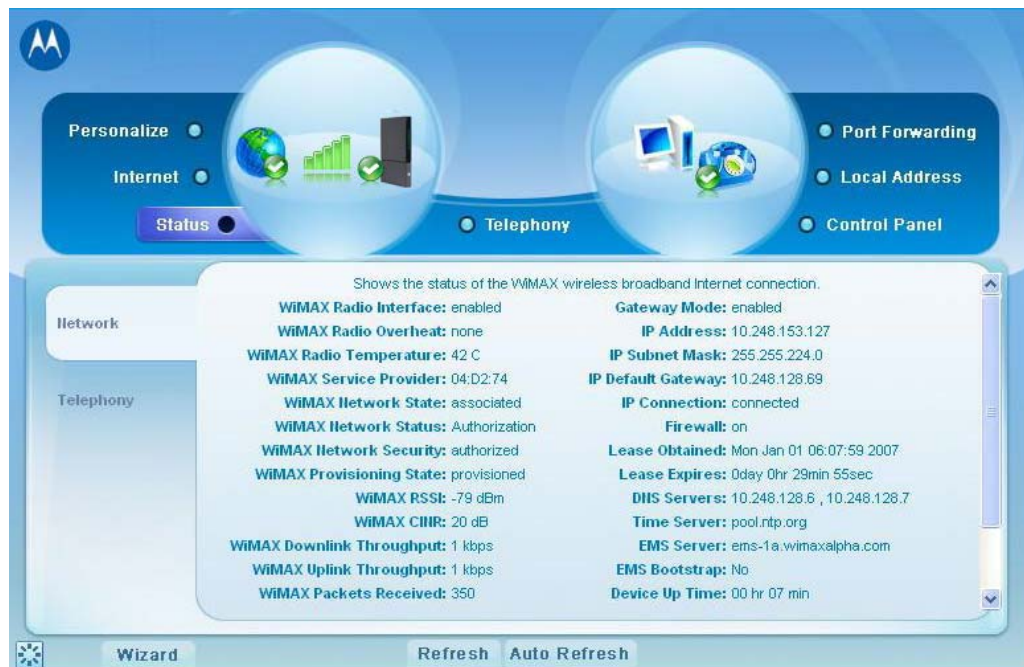 Personalize
Internet
Status
Telephony
Port Forwarding
Local Address
Control Panel
Network
Telephony
Shows the status of the WiMAX wireless broadband Internet connection.
WiMAX Radio Interface: enabled
WiMAX Radio Overheat: none
WiMAX Radio Temperature: 42 C
WiMAX Service Provider: 04:D2:74
WiMAX Network State: associated
WiMAX Network Status: Authorization
WiMAX Network Security: authorized
WiMAX Provisioning State: provisioned
WiMAX RSSI: -79 dBm
WiMAX CINR: 20 dB
WiMAX Downlink Throughput: 1 kbps
WiMAX Uplink Throughput: 1 kbps
WiMAX Packets Received: 350
Gateway Mode: enabled
IP Address: 10.248.153.127
IP Subnet Mask: 255.255.224.0
IP Default Gateway: 10.248.128.69
IP Connection: connected
Firewall: on
Lease Obtained: Mon Jan 01 06:07:59 2007
Lease Expires: 0day 0hr 29min 55sec
DNS Servers: 10.248.128.6 , 10.248.128.7
Time Server: pool.ntp.org
EMS Server: ems-1a.wimaxalpha.com
EMS Bootstrap: No
Device Up Time: 00 hr 07 min
Wizard
Refresh
Auto Refresh